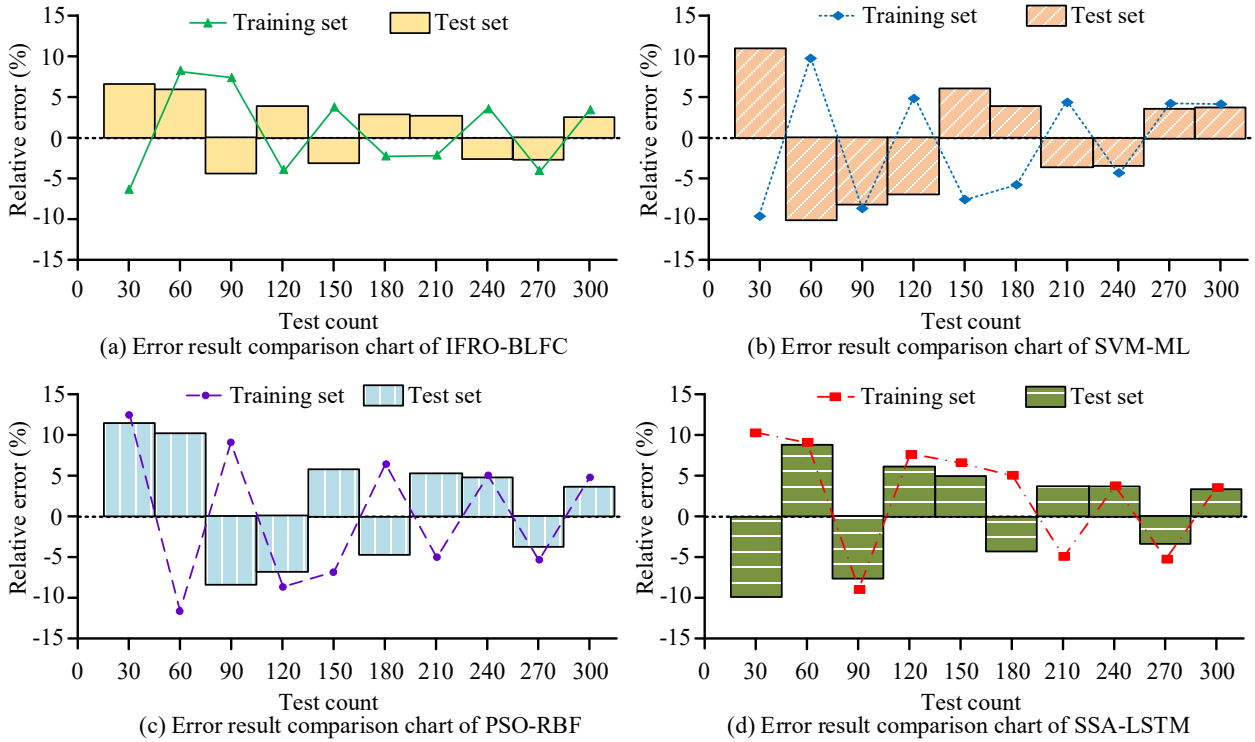 Training set Test set
15
10
5
0
-5
-10
-15
Relative error (%)
0 30 60 90 120 150 180 210 240 270 300
Test count
(a) Error result comparison chart of IFRO-BLFC
Training set Test set
15
10
5
0
-5
-10
-15
Relative error (%)
0 30 60 90 120 150 180 210 240 270 300
Test count
(b) Error result comparison chart of SVM-ML
Training set Test set
15
10
5
0
-5
-10
-15
Relative error (%)
0 30 60 90 120 150 180 210 240 270 300
Test count
(c) Error result comparison chart of PSO-RBF
Training set Test set
15
10
5
0
-5
-10
-15
Relative error (%)
0 30 60 90 120 150 180 210 240 270 300
Test count
(d) Error result comparison chart of SSA-LSTM